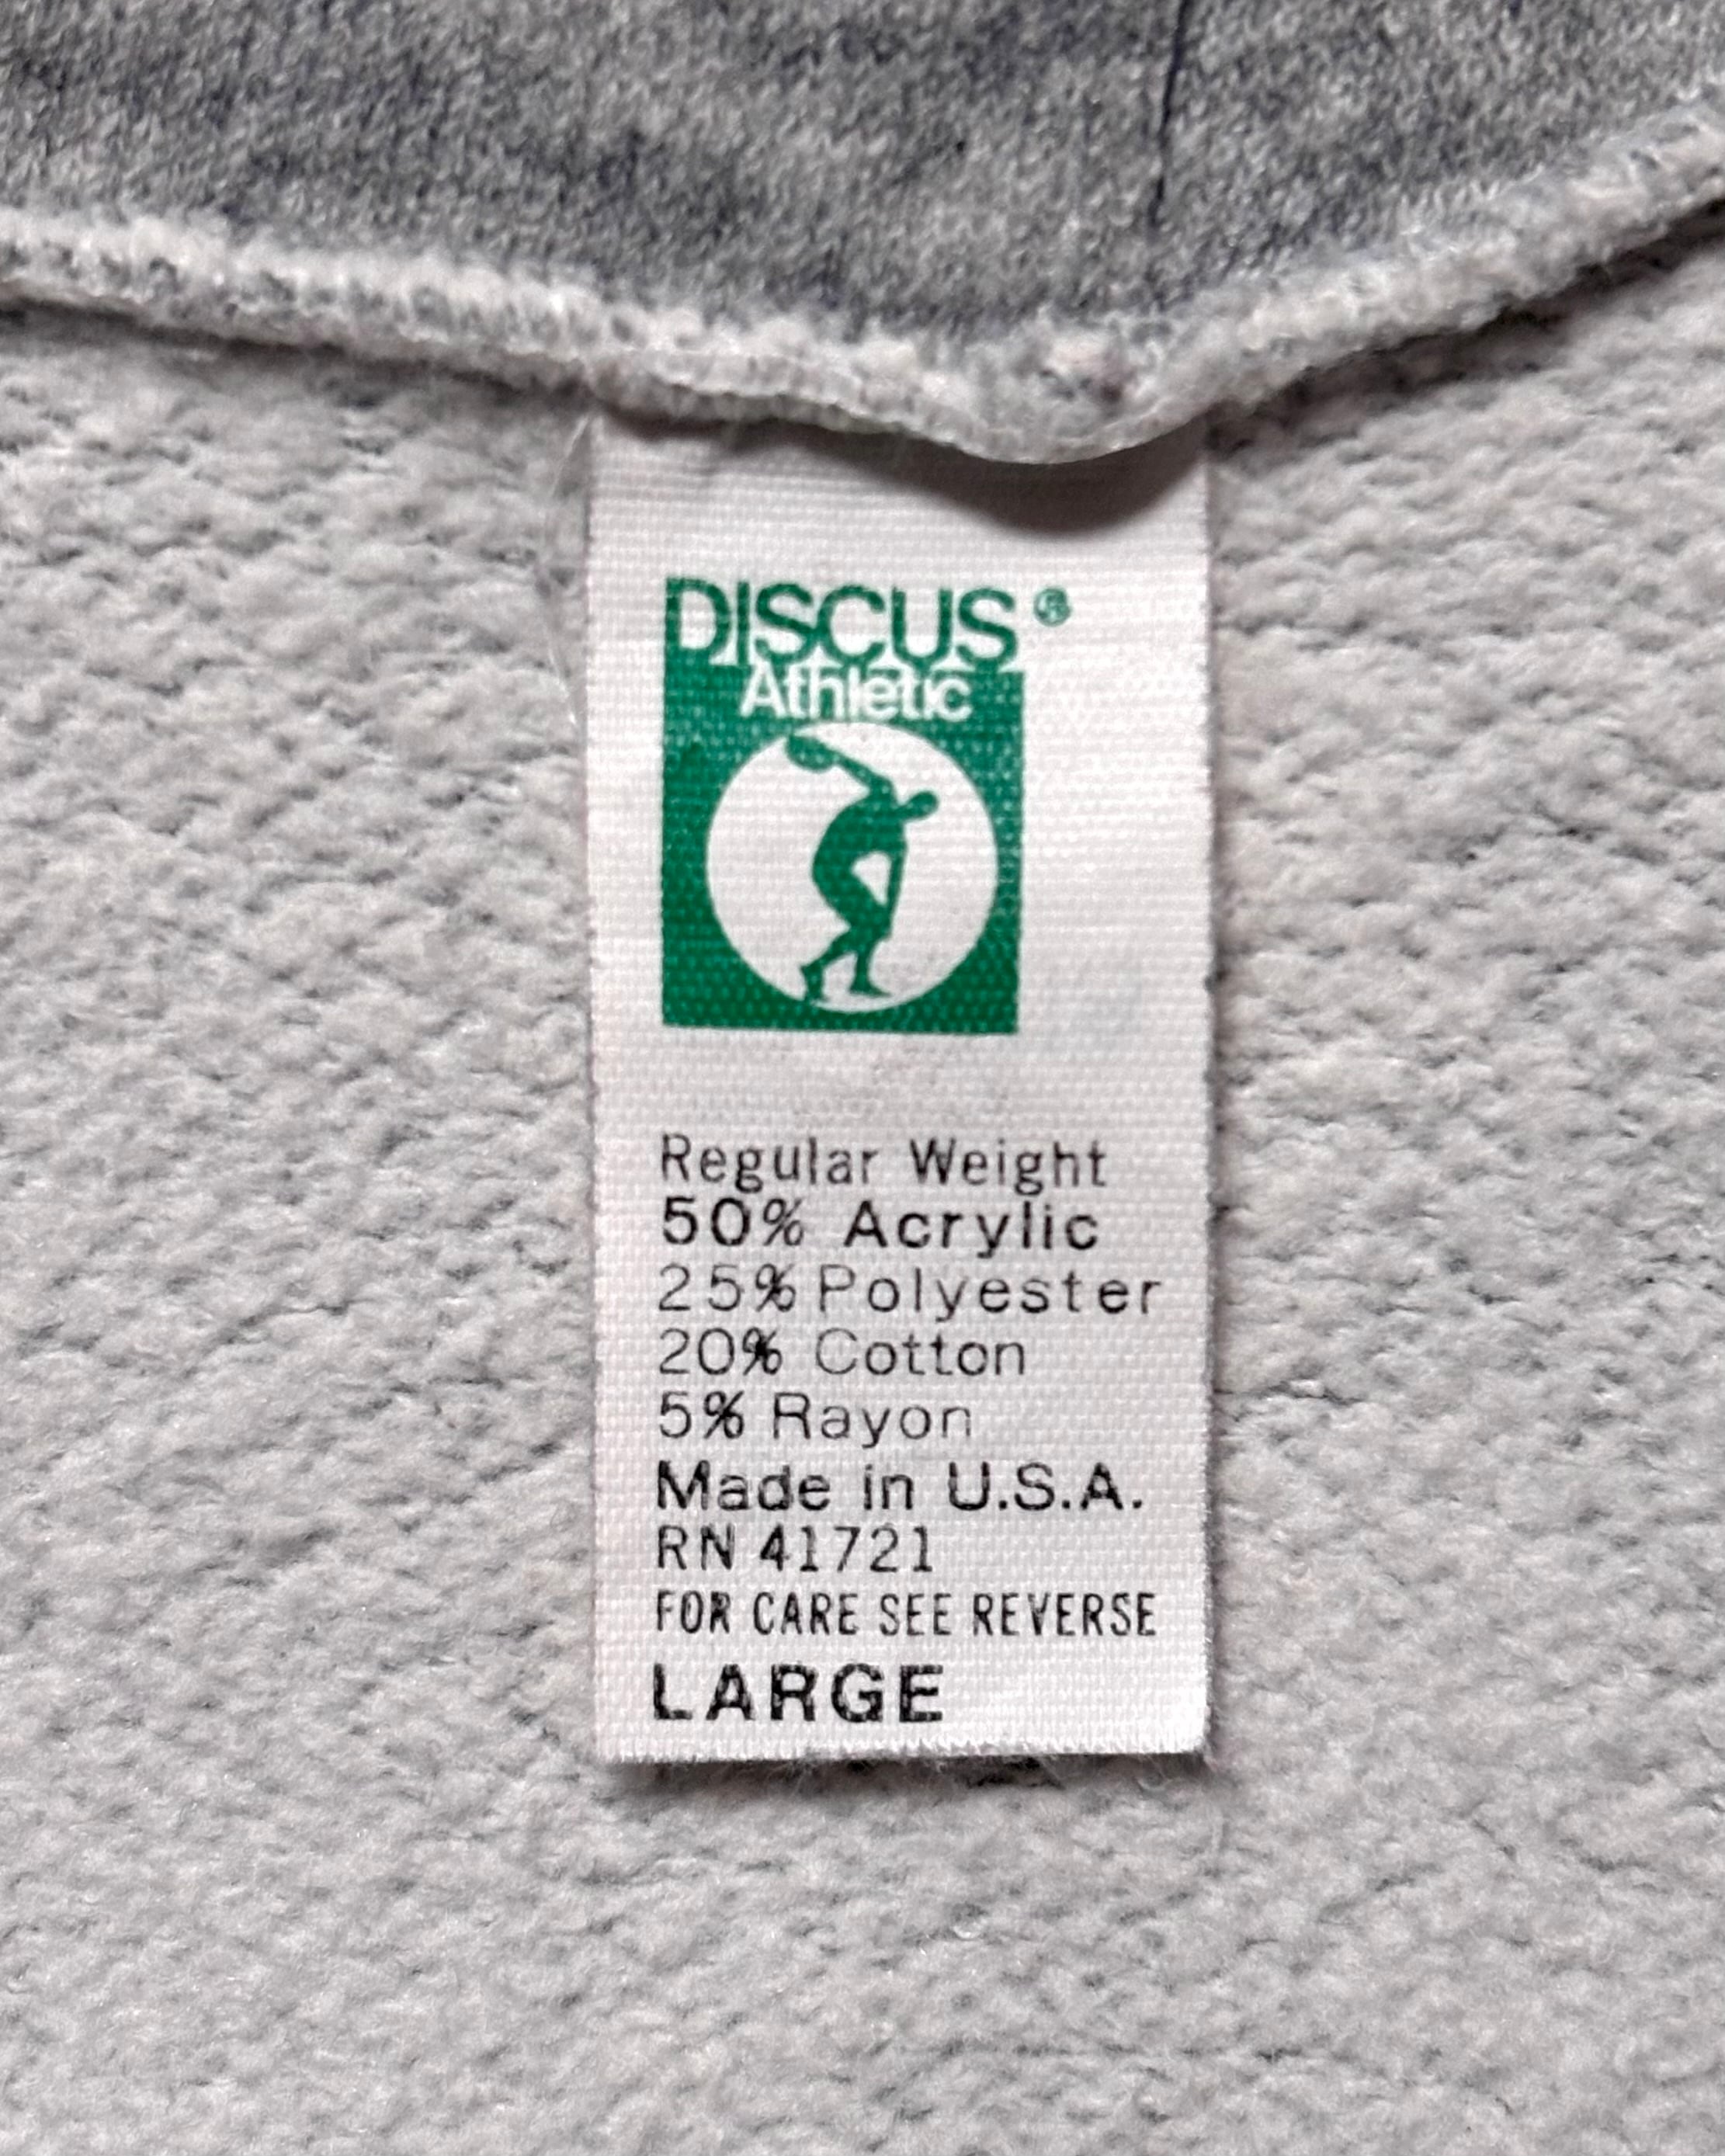 DISCUS®
Athletic
Regular Weight
50% Acrylic
25% Polyester
20% Cotton
5% Rayon
Made in U.S.A.
RN 41721
FOR CARE SEE REVERSE
LARGE